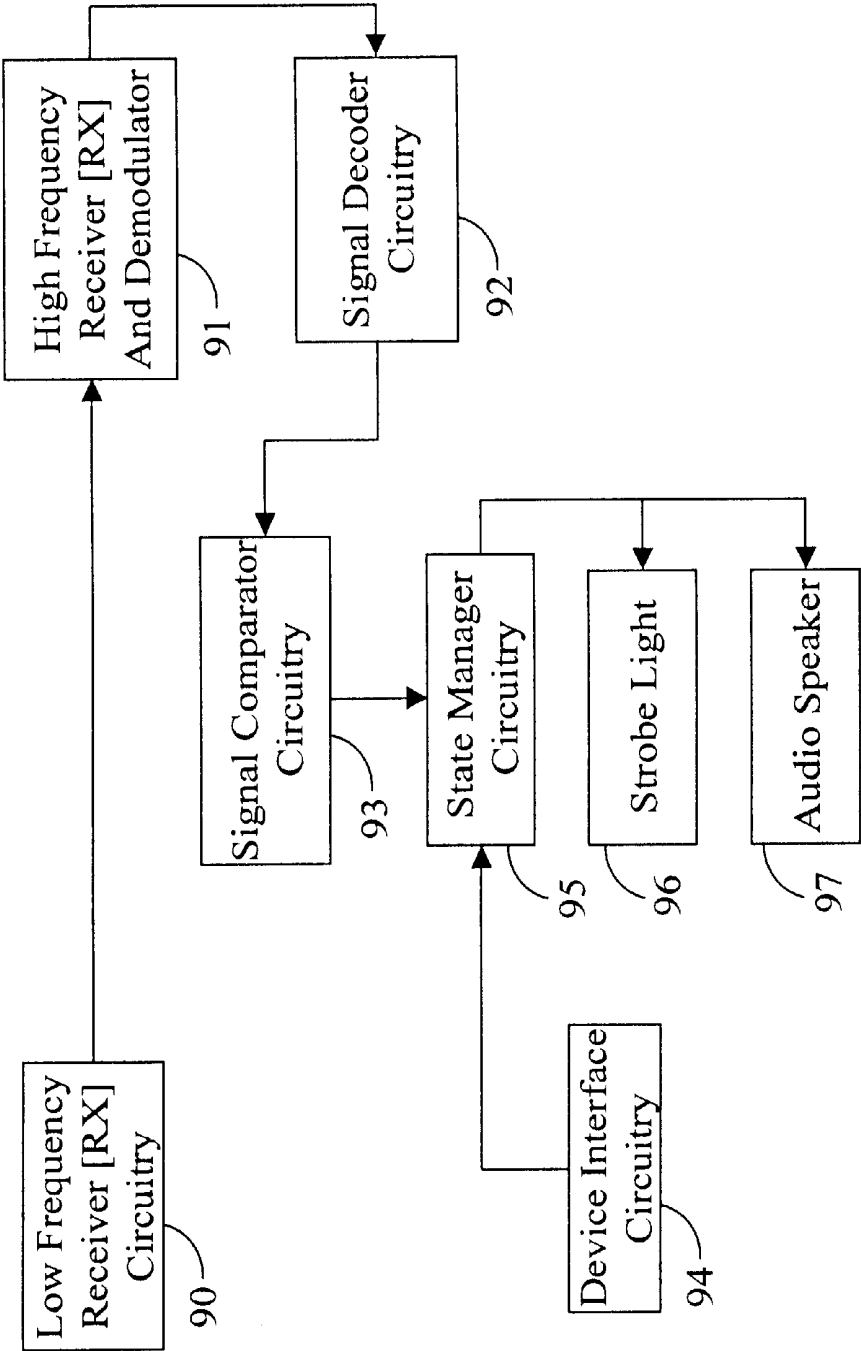 Low Frequency
Receiver [RX]
Circuitry
90
High Frequency
Receiver [RX]
And Demodulator
91
Signal Decoder
Circuitry
92
Signal Comparator
Circuitry
93
Device Interface
Circuitry
94
State Manager
Circuitry
95
Strobe Light
96
Audio Speaker
97